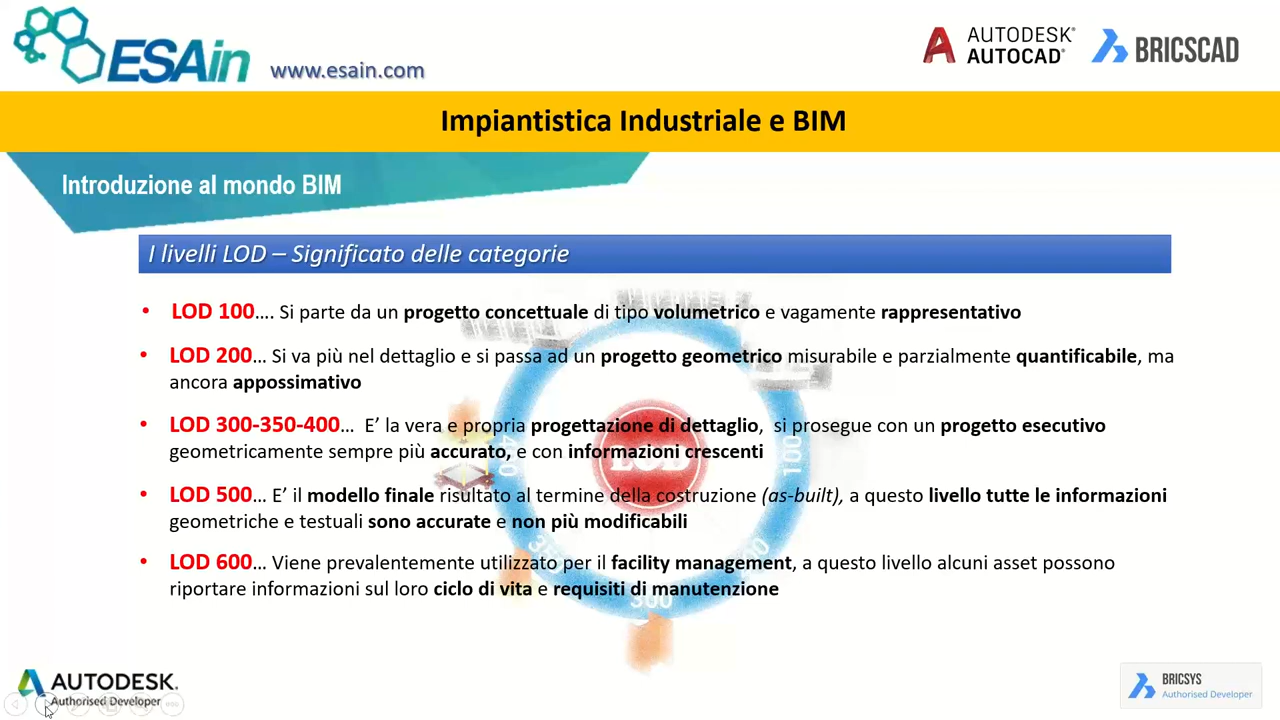 ESAin
www.esain.com
AUTODESK®
AUTOCAD®
BRICSCAD
Impiantistica Industriale e BIM
Introduzione al mondo BIM
I livelli LOD – Significato delle categorie
• LOD 100…. Si parte da un progetto concettuale di tipo volumetrico e vagamente rappresentativo
• LOD 200… Si va più nel dettaglio e si passa ad un progetto geometrico misurabile e parzialmente quantificabile, ma
ancora appossimativo
• LOD 300-350-400… E’ la vera e propria progettazione di dettaglio, si prosegue con un progetto esecutivo
geometricamente sempre più accurato, e con informazioni crescenti
• LOD 500… E’ il modello finale risultato al termine della costruzione (as-built), a questo livello tutte le informazioni
geometriche e testuali sono accurate e non più modificabili
• LOD 600… Viene prevalentemente utilizzato per il facility management, a questo livello alcuni asset possono
riportare informazioni sul loro ciclo di vita e requisiti di manutenzione
LOD
100
300
AUTODESK.
Authorised Developer
BRICSYS
Authorised Developer